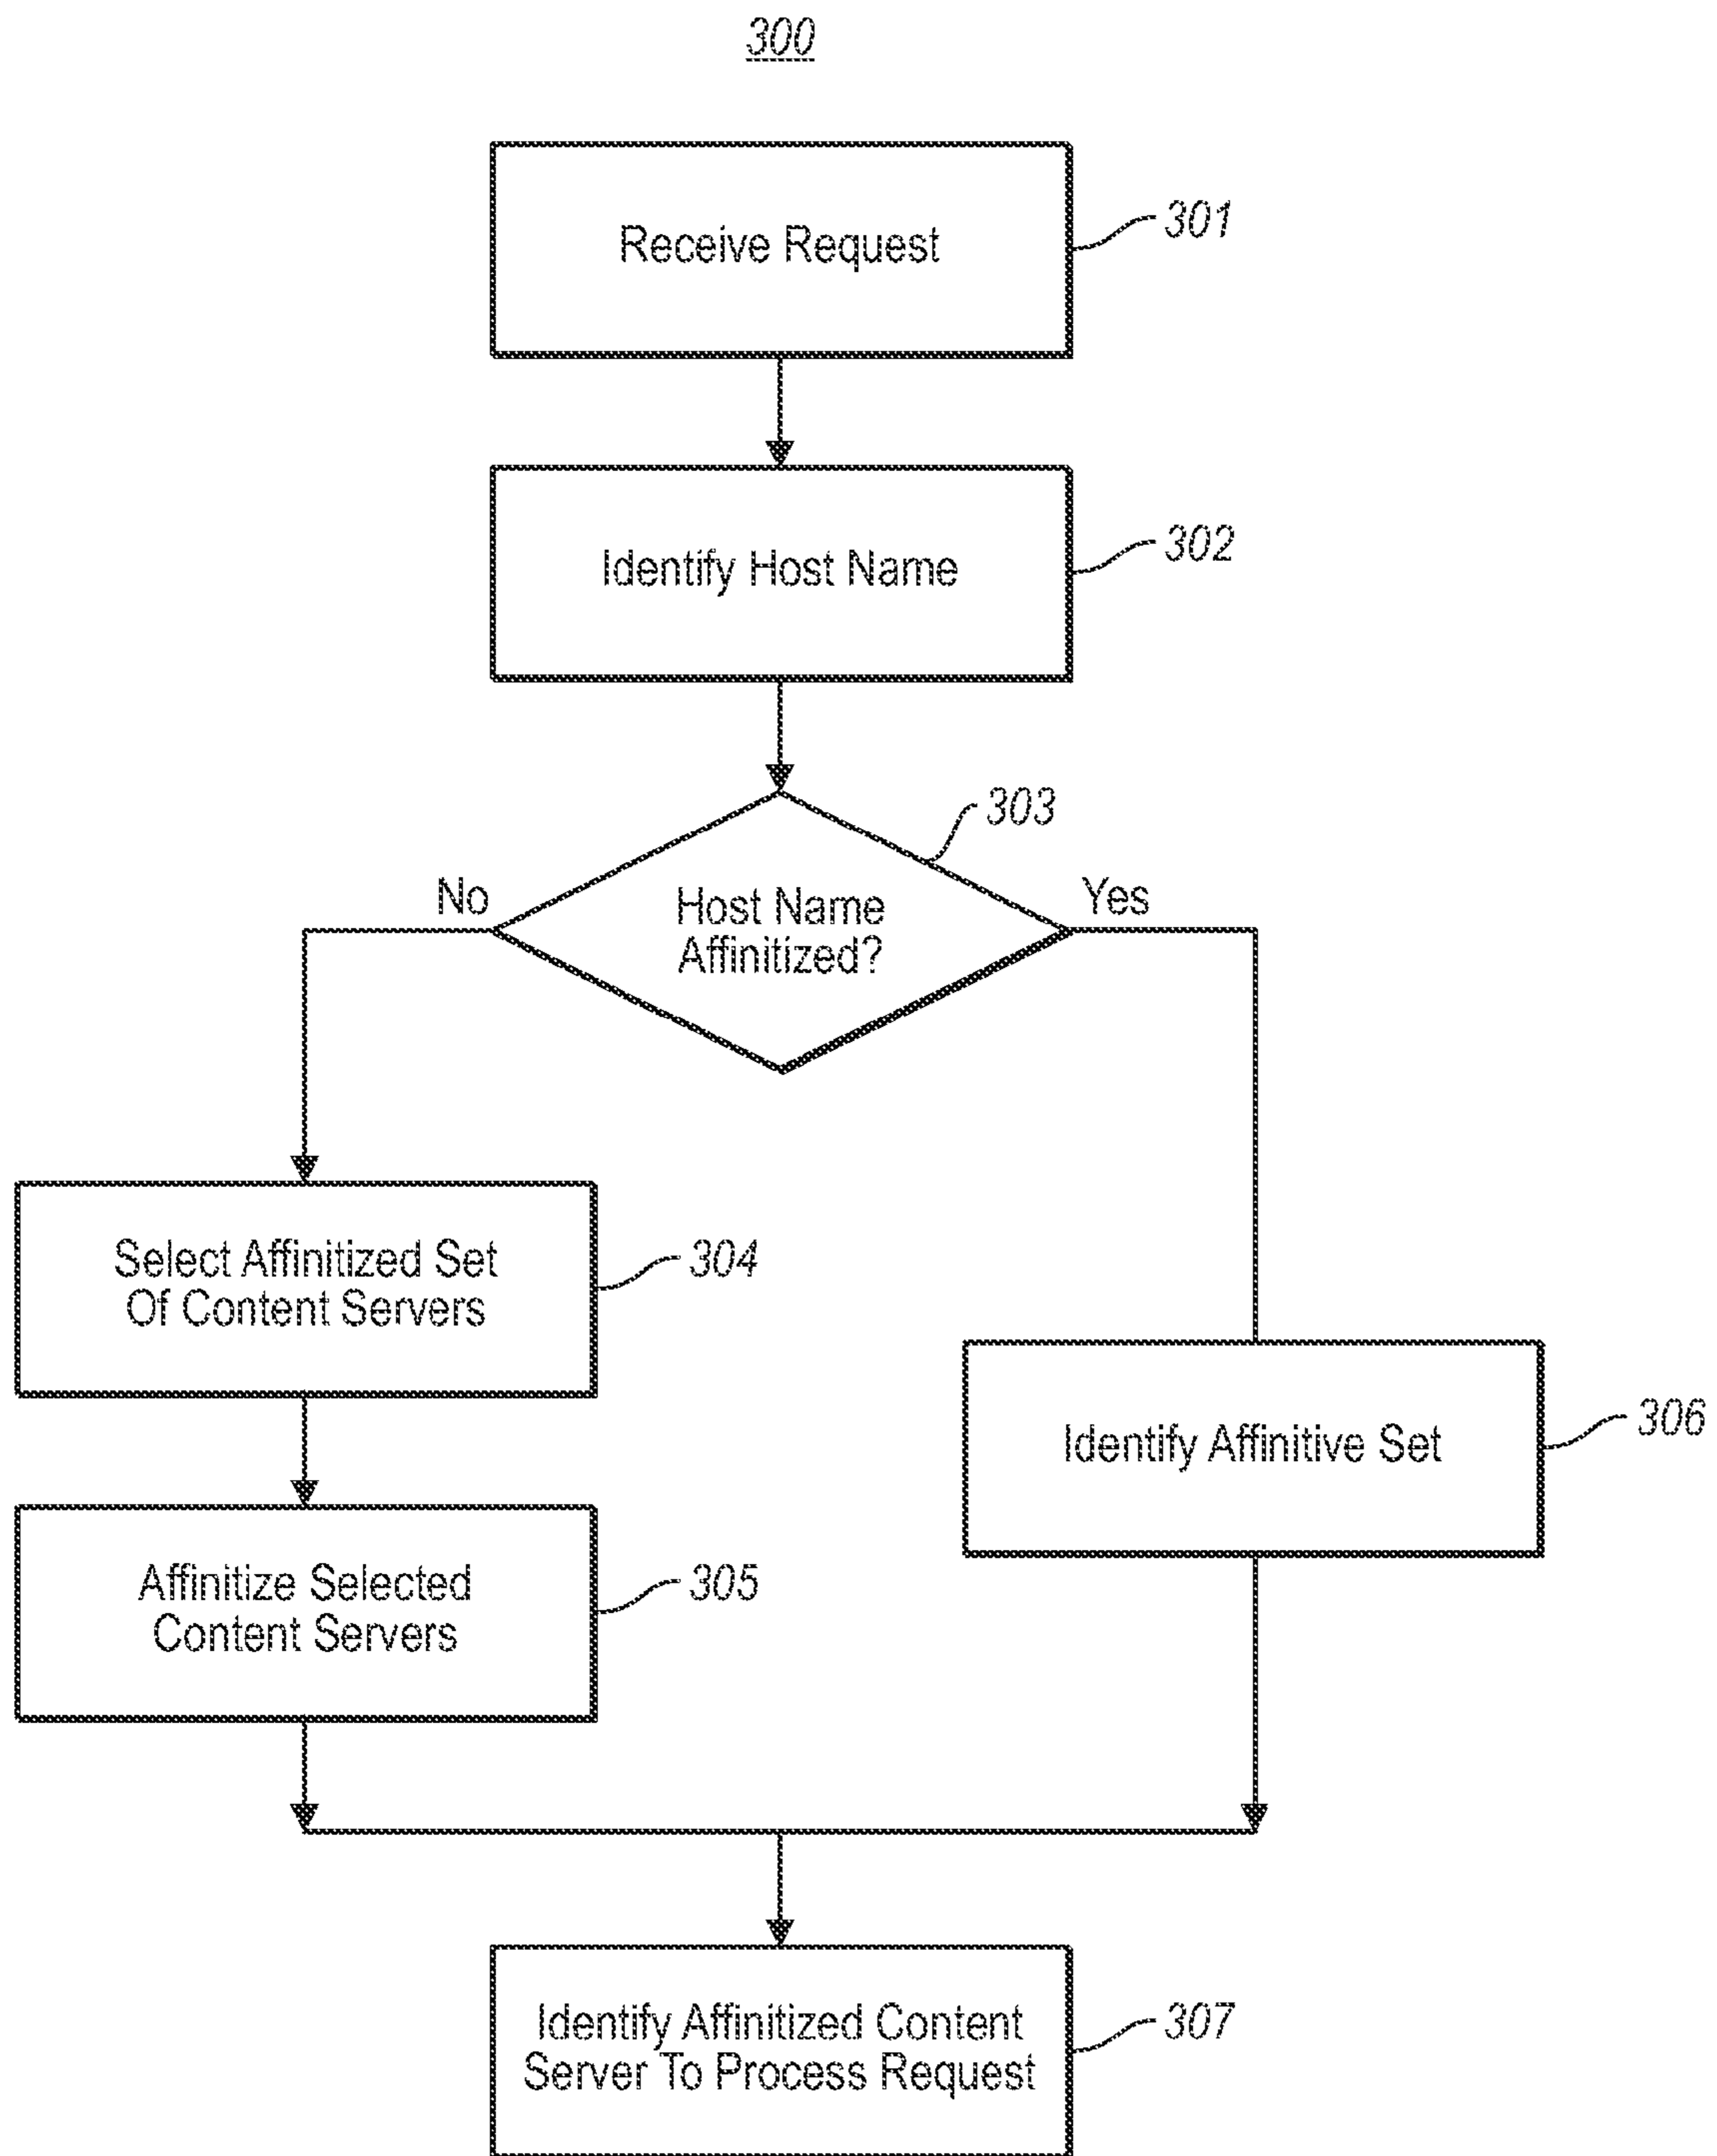 300
Receive Request
301
Identify Host Name
302
303
No
Host Name
Affinitized?
Yes
Select Affinitized Set
Of Content Servers
304
Identify Affinitive Set
306
Affinitize Selected
Content Servers
305
Identify Affinitized Content
Server To Process Request
307